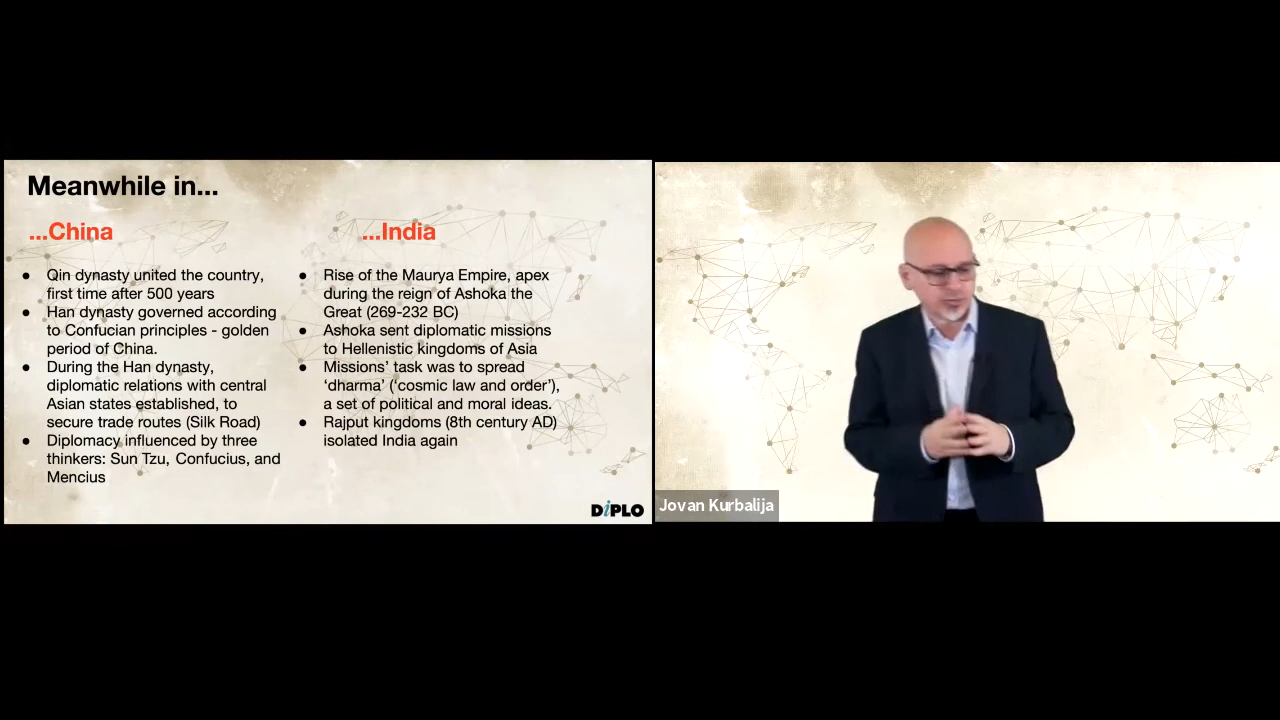 Meanwhile in...
...China
● Qin dynasty united the country,
first time after 500 years
● Han dynasty governed according
to Confucian principles - golden
period of China.
● During the Han dynasty,
diplomatic relations with central
Asian states established, to
secure trade routes (Silk Road)
● Diplomacy influenced by three
thinkers: Sun Tzu, Confucius, and
Mencius
...India
● Rise of the Maurya Empire, apex
during the reign of Ashoka the
Great (269-232 BC)
● Ashoka sent diplomatic missions
to Hellenistic kingdoms of Asia
● Missions’ task was to spread
‘dharma’ (‘cosmic law and order’),
a set of political and moral ideas.
● Rajput kingdoms (8th century AD)
isolated India again
DiPLO
Jovan Kurbalija